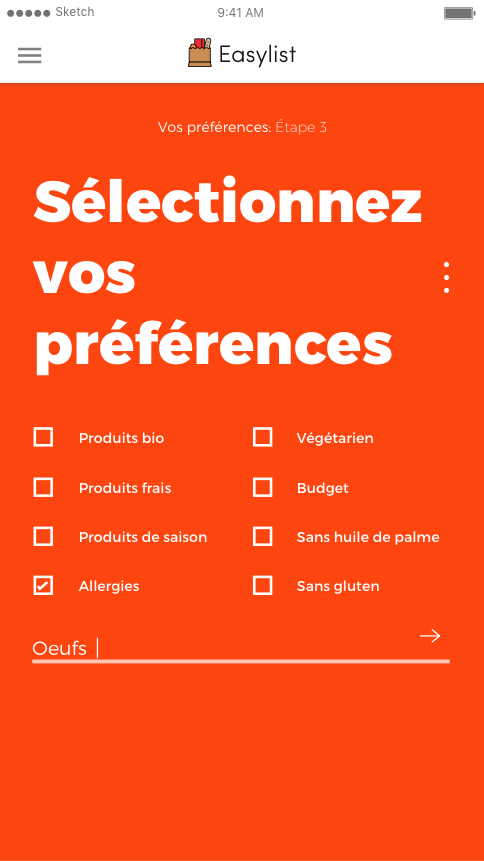 Sketch
9:41 AM
Easylist
Vos préférences: Étape 3
Sélectionnez
vos
préférences
Produits bio
Végétarien
Produits frais
Budget
Produits de saison
Sans huile de palme
Allergies
Sans gluten
Oeufs